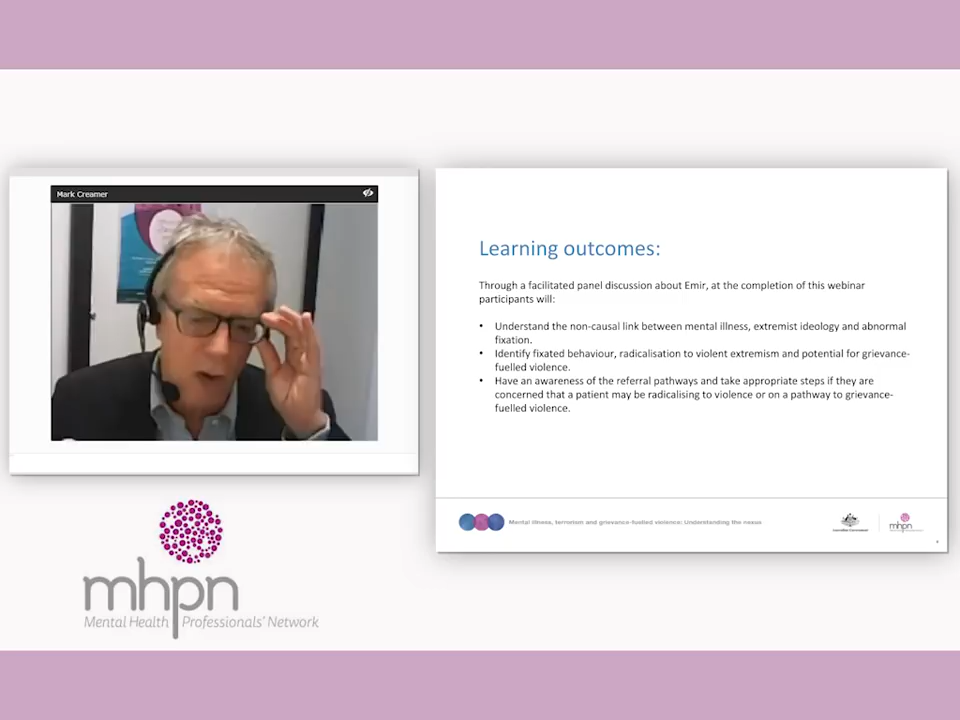 Mark Creamer
Learning outcomes:
Through a facilitated panel discussion about Emir, at the completion of this webinar
participants will:
• Understand the non-causal link between mental illness, extremist ideology and abnormal
fixation.
• Identify fixated behaviour, radicalisation to violent extremism and potential for grievance-
fuelled violence.
• Have an awareness of the referral pathways and take appropriate steps if they are
concerned that a patient may be radicalising to violence or on a pathway to grievance-
fuelled violence.
Mental illness, terrorism and grievance-fuelled violence: Understanding the nexus
Australian Government
mhpn
mhpn
Mental Health Professionals' Network